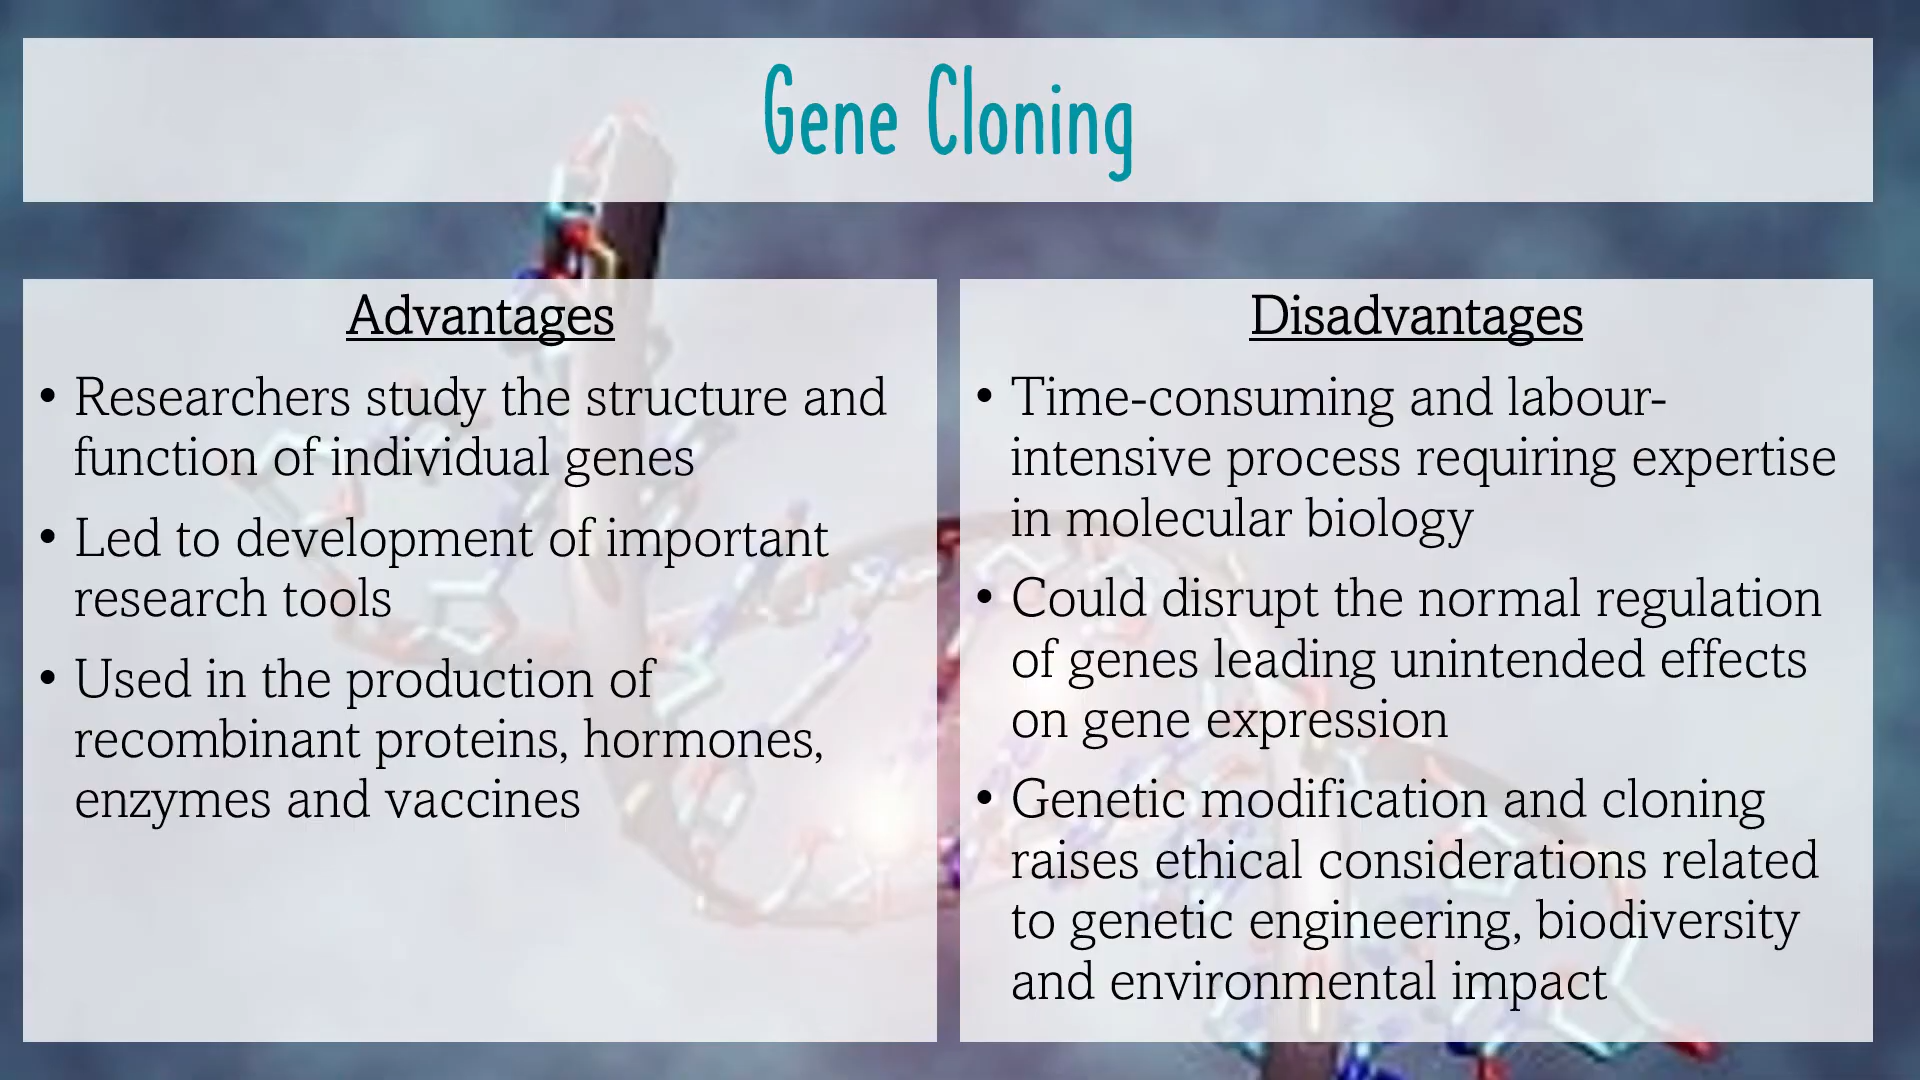 Gene Cloning
Advantages
• Researchers study the structure and
function of individual genes
• Led to development of important
research tools
• Used in the production of
recombinant proteins, hormones,
enzymes and vaccines
Disadvantages
• Time-consuming and labour-
intensive process requiring expertise
in molecular biology
• Could disrupt the normal regulation
of genes leading unintended effects
on gene expression
• Genetic modification and cloning
raises ethical considerations related
to genetic engineering, biodiversity
and environmental impact